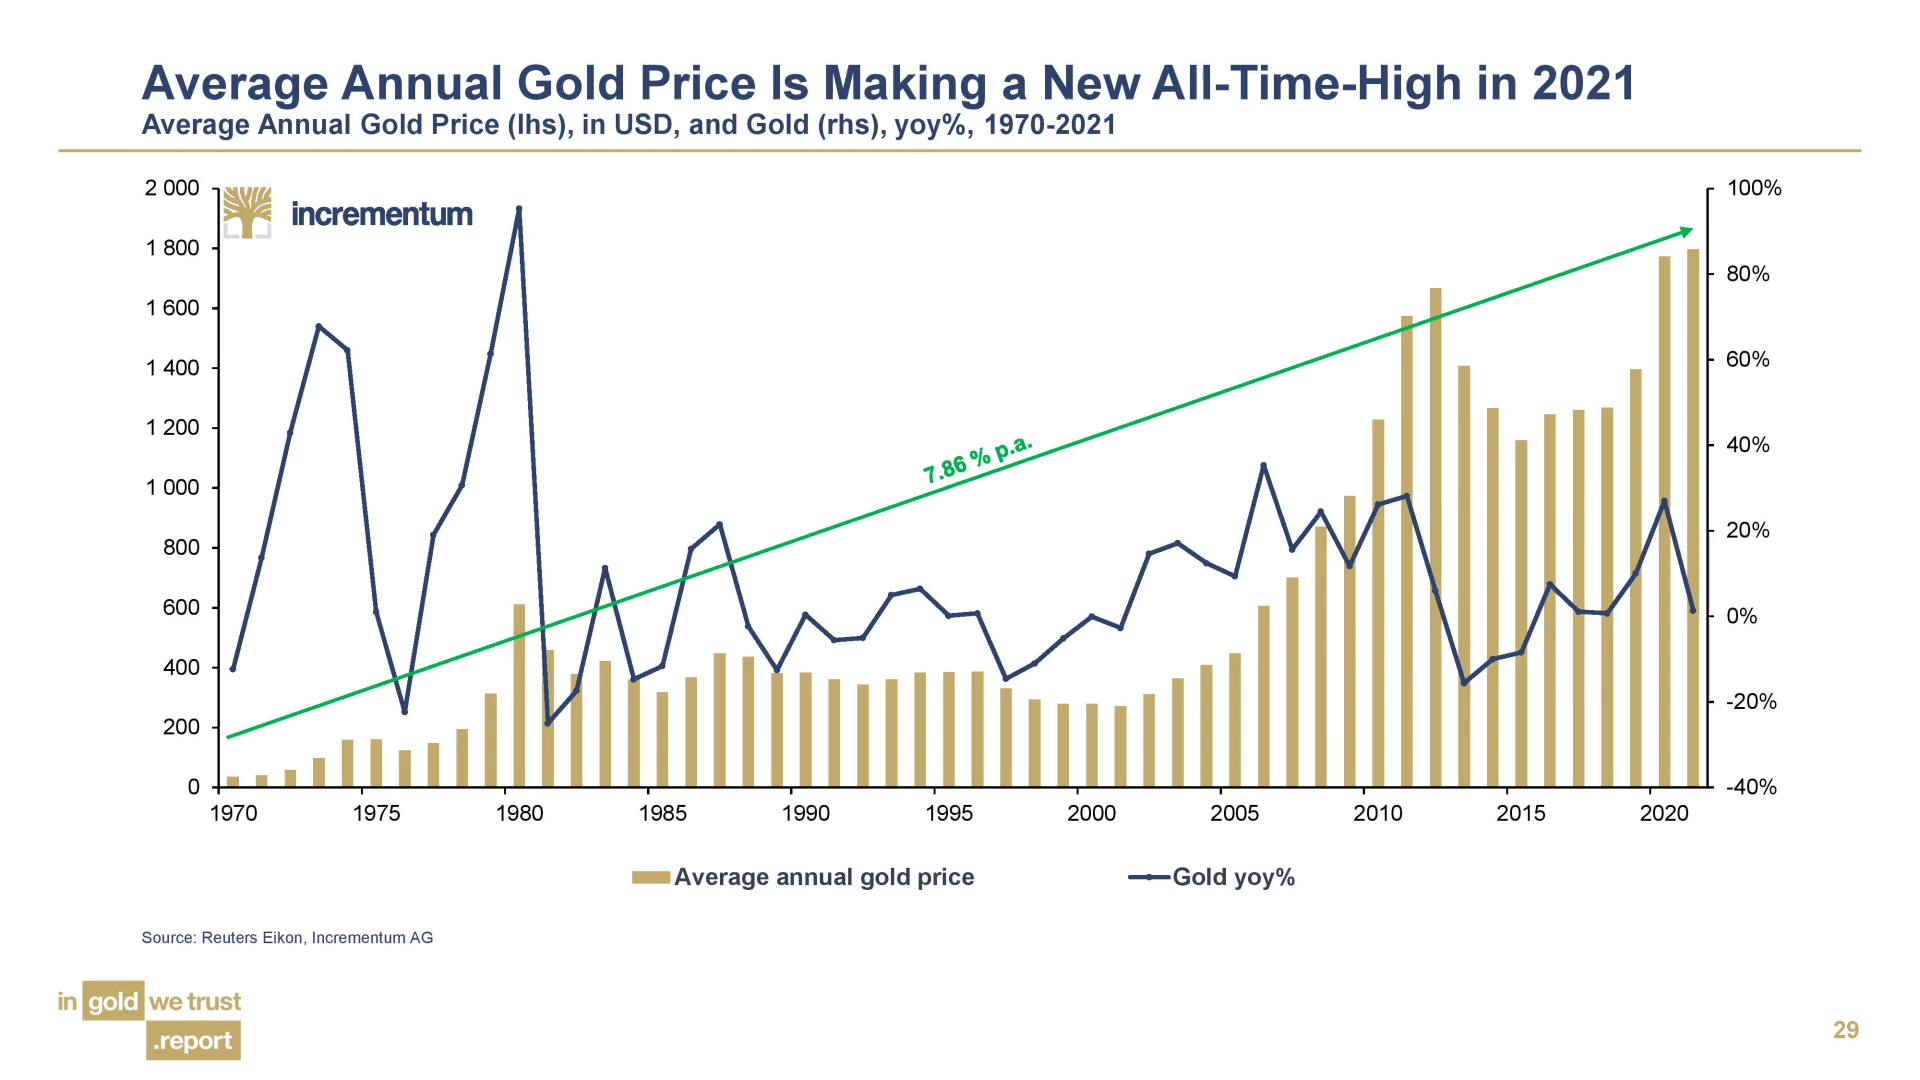 Average Annual Gold Price Is Making a New All-Time-High in 2021
Average Annual Gold Price (lhs), in USD, and Gold (rhs), yoy%, 1970-2021
incrementum
2 000
1 800
1 600
1 400
1 200
1 000
800
600
400
200
0
100%
80%
60%
40%
20%
0%
-20%
-40%
7.86 % p.a.
1970 1975 1980 1985 1990 1995 2000 2005 2010 2015 2020
Average annual gold price Gold yoy%
Source: Reuters Eikon, Incrementum AG
in gold we trust
.report
29